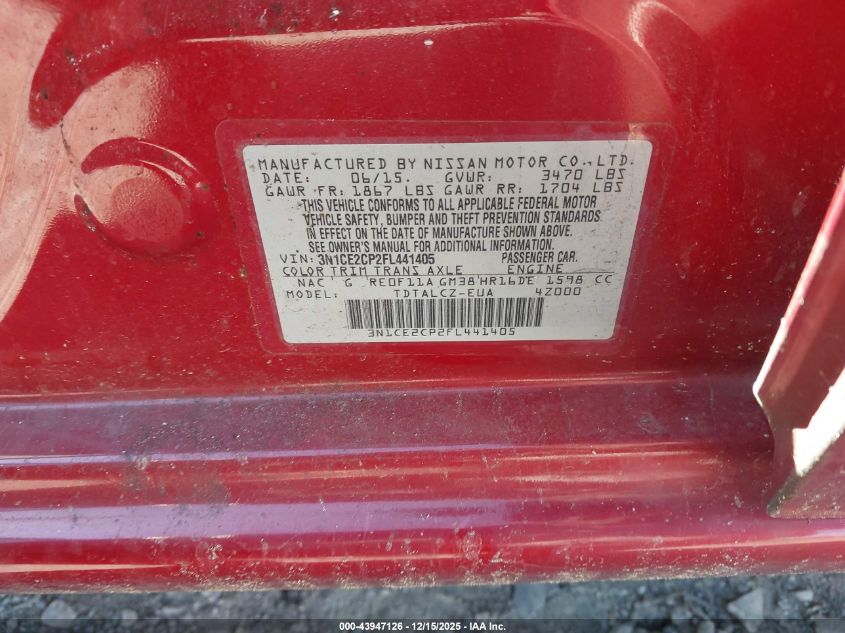 MANUFACTURED BY NISSAN MOTOR CO., LTD.
DATE: 06/15. GVWR: 3470 LBS
GAWR FR: 1867 LBS GAWR RR: 1704 LBS
THIS VEHICLE CONFORMS TO ALL APPLICABLE FEDERAL MOTOR
VEHICLE SAFETY, BUMPER AND THEFT PREVENTION STANDARDS
IN EFFECT ON THE DATE OF MANUFACTURE SHOWN ABOVE.
SEE OWNER'S MANUAL FOR ADDITIONAL INFORMATION.
VIN: 3N1CE2CP2FL441405 PASSENGER CAR.
COLOR TRIM TRANS AXLE ENGINE
NAC G RE0F11A GM38 HR16DE 1598 CC
MODEL: TDTALCZ-EUA 4Z000
3N1CE2CP2FL441405
000-43947126 - 12/15/2025 - IAA Inc.